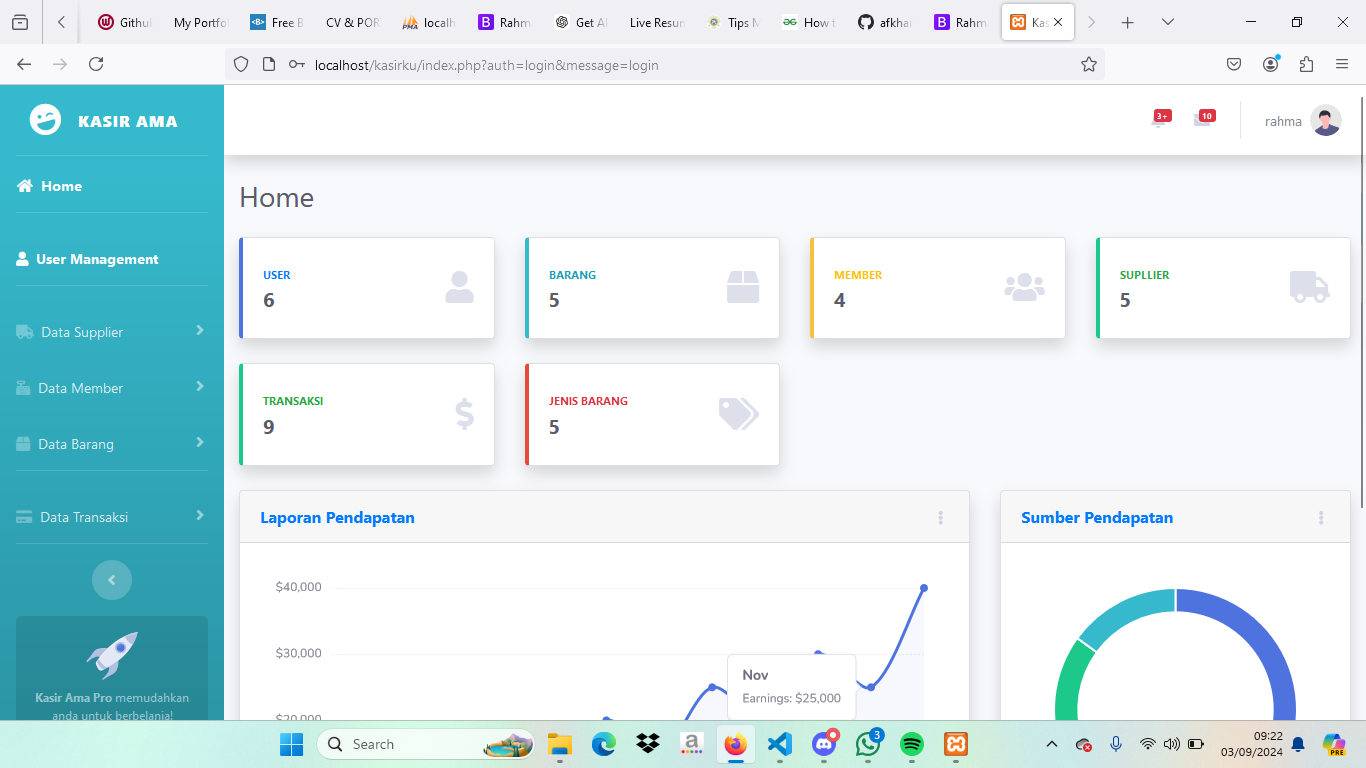 Github
My Portfo
Free B
CV & POR
localh
Rahm
Get A
Live Resun
Tips M
How t
afkhar
Rahm
Kas
localhost/kasirku/index.php?auth=login&message=login
KASIR AMA
3+
10
rahma
Home
User Management
Data Supplier
Data Member
Data Barang
Data Transaksi
Kasir Ama Pro memudahkan
anda untuk berbelanja!
Home
USER
6
BARANG
5
MEMBER
4
SUPLLIER
5
TRANSAKSI
9
JENIS BARANG
5
Laporan Pendapatan
$40,000
$30,000
$20,000
Nov
Earnings: $25,000
Sumber Pendapatan
Search
3
09:22
03/09/2024
PRE